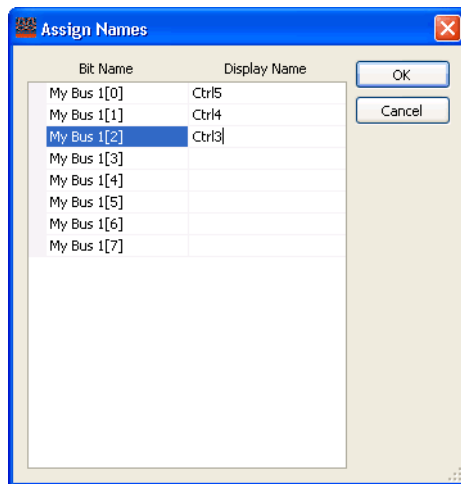 Assign Names
Bit Name Display Name
OK
My Bus 1[0] Ctrl5
My Bus 1[1] Ctrl4
Cancel
My Bus 1[2] Ctrl3
My Bus 1[3]
My Bus 1[4]
My Bus 1[5]
My Bus 1[6]
My Bus 1[7]